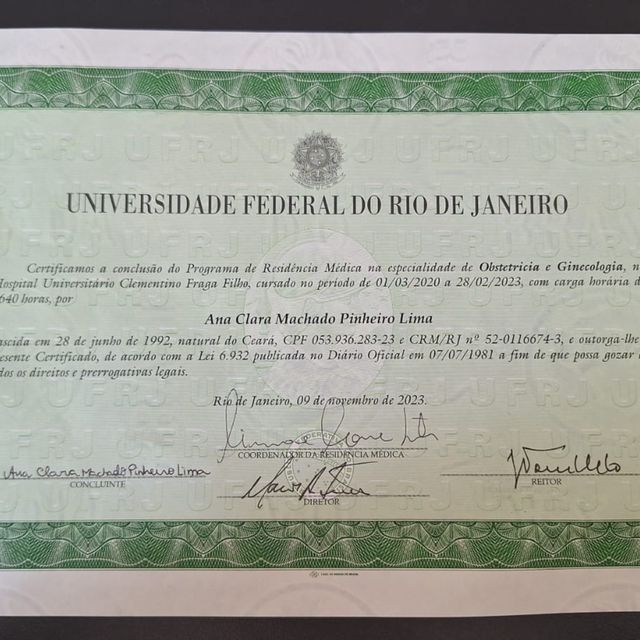 UNIVERSIDADE FEDERAL DO RIO DE JANEIRO
Certificamos a conclusão do Programa de Residência Médica na especialidade de Obstetricia e Ginecologia, n
Hospital Universitário Clementino Fraga Filho, cursado no período de 01/03/2020 a 28/02/2023, com carga horária d
640 horas, por
Ana Clara Machado Pinheiro Lima
ascida em 28 de junho de 1992, natural do Ceará, CPF 053.936.283-23 e CRM/RJ nº 52-0116674-3, e outorga-lhe
esente Certificado, de acordo com a Lei 6.932 publicada no Diário Oficial em 07/07/1981 a fim de que possa gozar
dos os direitos e prerrogativas legais.
Rio de Janeiro, 09 de novembro de 2023.
COORDENADOR DA RESIDÊNCIA MÉDICA
Ana Clara Machado Pinheiro Lima
CONCLUINTE
REITOR
DIRETOR